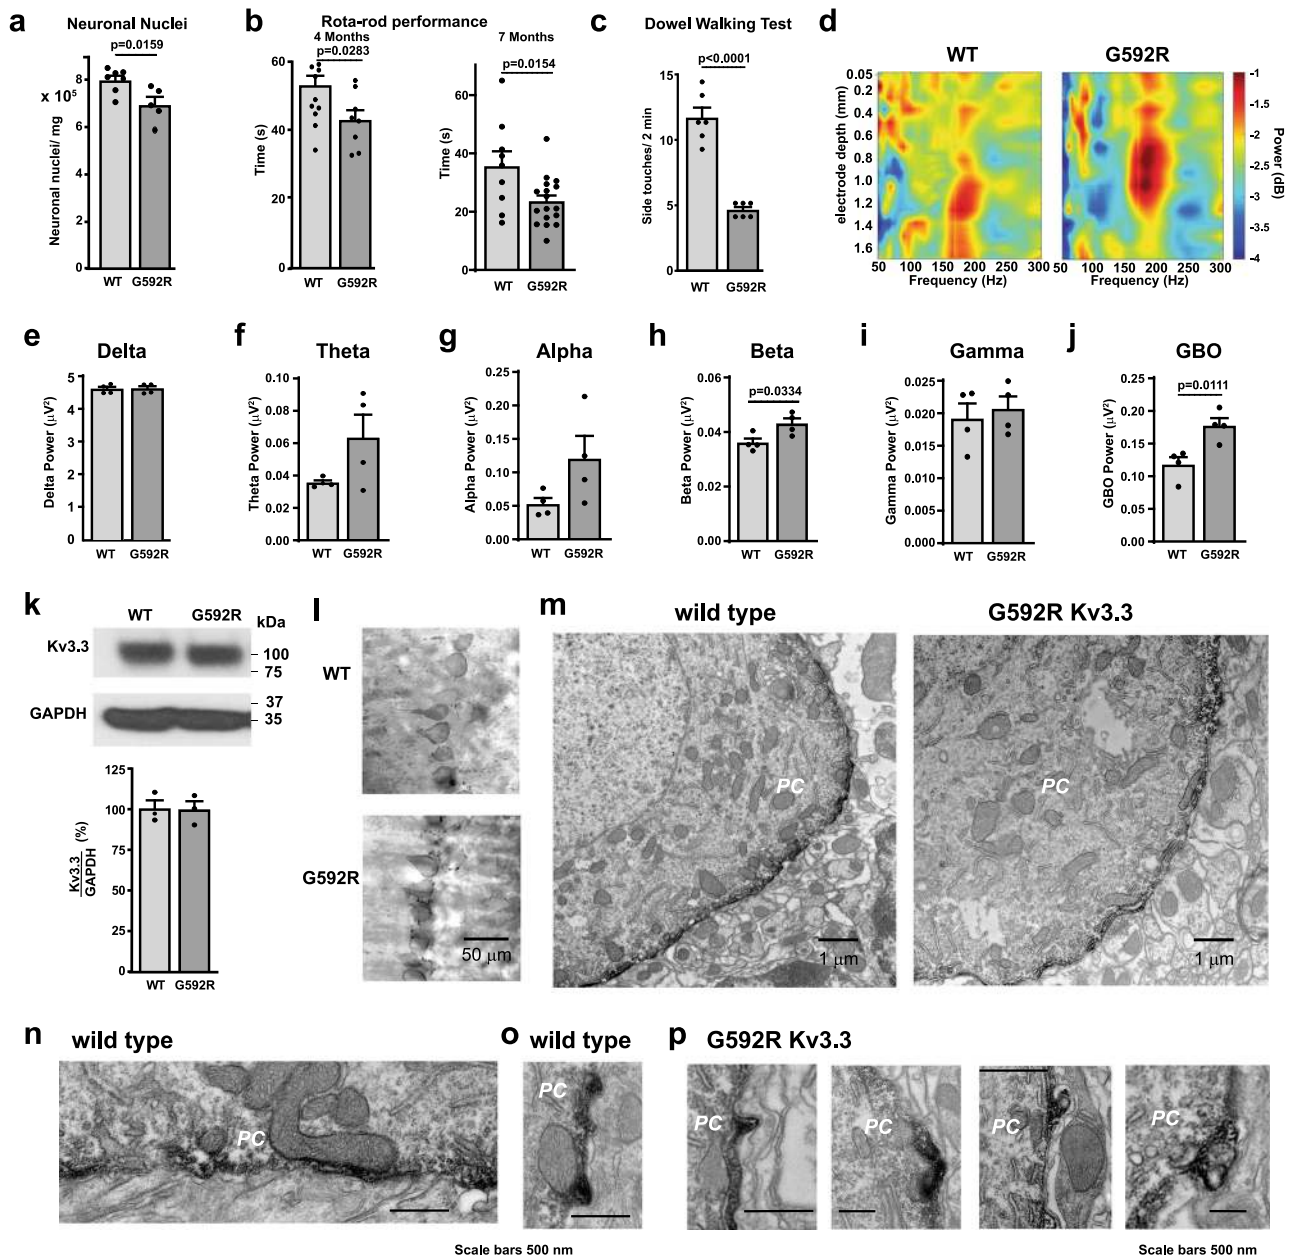 a
Neuronal Nuclei
p=0.0159
x 10⁵
Neuronal nuclei/ mg
8
6
4
2
0
WT
G592R
b
Rota-rod performance
4 Months
p=0.0283
Time (s)
60
40
20
0
WT
G592R
7 Months
p=0.0154
Time (s)
60
40
20
0
WT
G592R
c
Dowel Walking Test
p<0.0001
Side touches/ 2 min
15
10
5
0
WT
G592R
d
WT
G592R
electrode depth (mm)
0.05
0.2
0.4
0.6
0.8
1.0
1.2
1.4
1.6
50 100 150 200 250 300
Frequency (Hz)
50 100 150 200 250 300
Frequency (Hz)
-1
-1.5
-2
-2.5
-3
-3.5
-4
Power (dB)
e
Delta
Delta Power (μV²)
5
4
3
2
1
0
WT
G592R
f
Theta
Theta Power (μV²)
0.10
0.08
0.06
0.04
0.02
0.00
WT
G592R
g
Alpha
Alpha Power (μV²)
0.25
0.20
0.15
0.10
0.05
0
WT
G592R
h
Beta
p=0.0334
Beta Power (μV²)
0.06
0.04
0.02
0.00
WT
G592R
i
Gamma
Gamma Power (μV²)
0.025
0.020
0.015
0.010
0.005
0.000
WT
G592R
j
GBO
p=0.0111
GBO Power (μV²)
0.25
0.20
0.15
0.10
0.05
0.00
WT
G592R
k
WT
G592R
kDa
Kv3.3
100
75
GAPDH
37
35
Kv3.3
GAPDH
(%)
125
100
75
50
25
0
WT
G592R
l
WT
G592R
50 μm
m
wild type
PC
1 μm
G592R Kv3.3
PC
1 μm
n
wild type
PC
o
wild type
PC
Scale bars 500 nm
p
G592R Kv3.3
PC
PC
PC
PC
Scale bars 500 nm